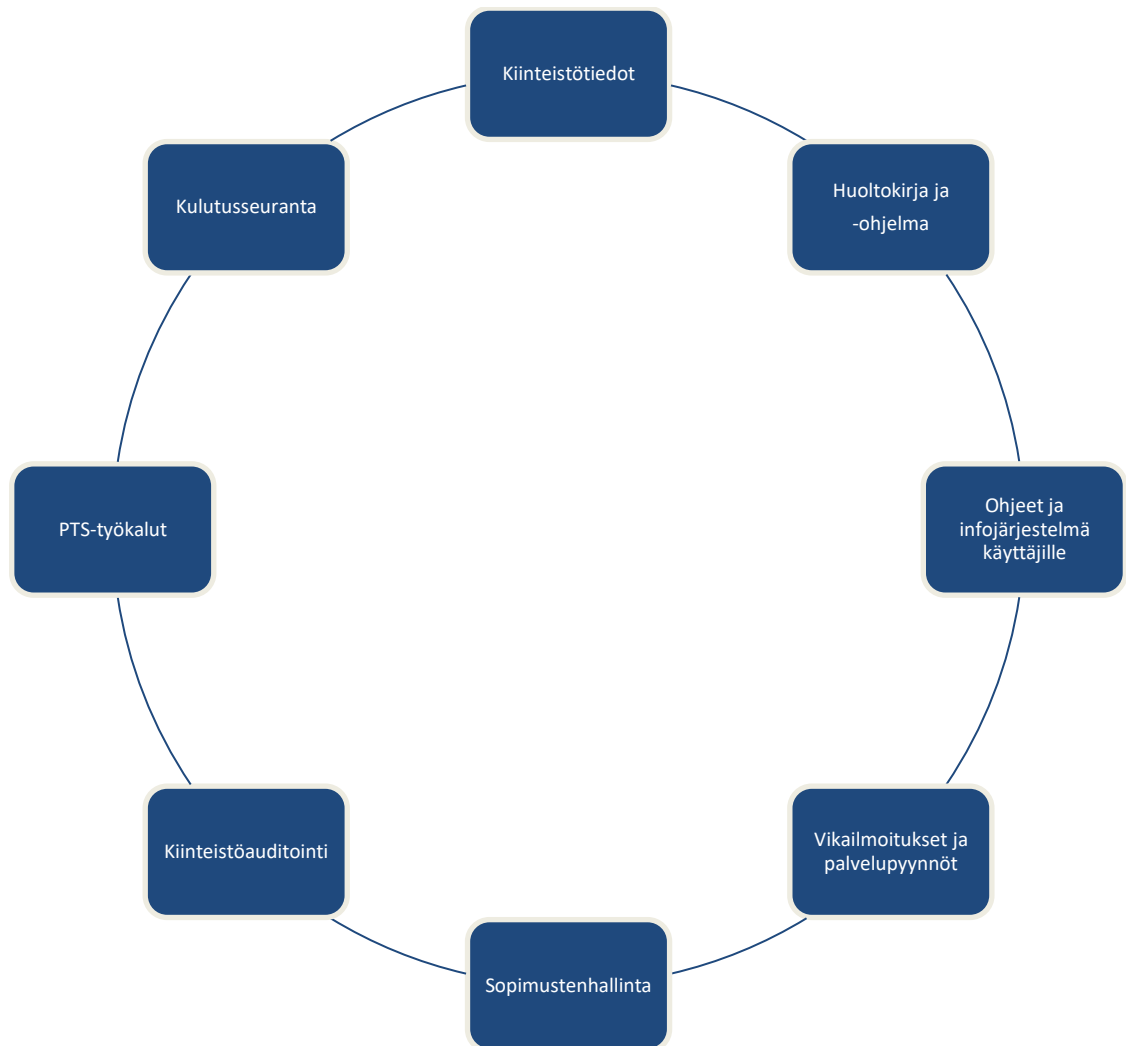 Kiinteistötiedot
Huoltokirja ja
-ohjelma
Ohjeet ja
infojärjestelmä
käyttäjille
Vikailmoitukset ja
palvelupyynnöt
Sopimustenhallinta
Kiinteistöauditointi
PTS-työkalut
Kulutusseuranta